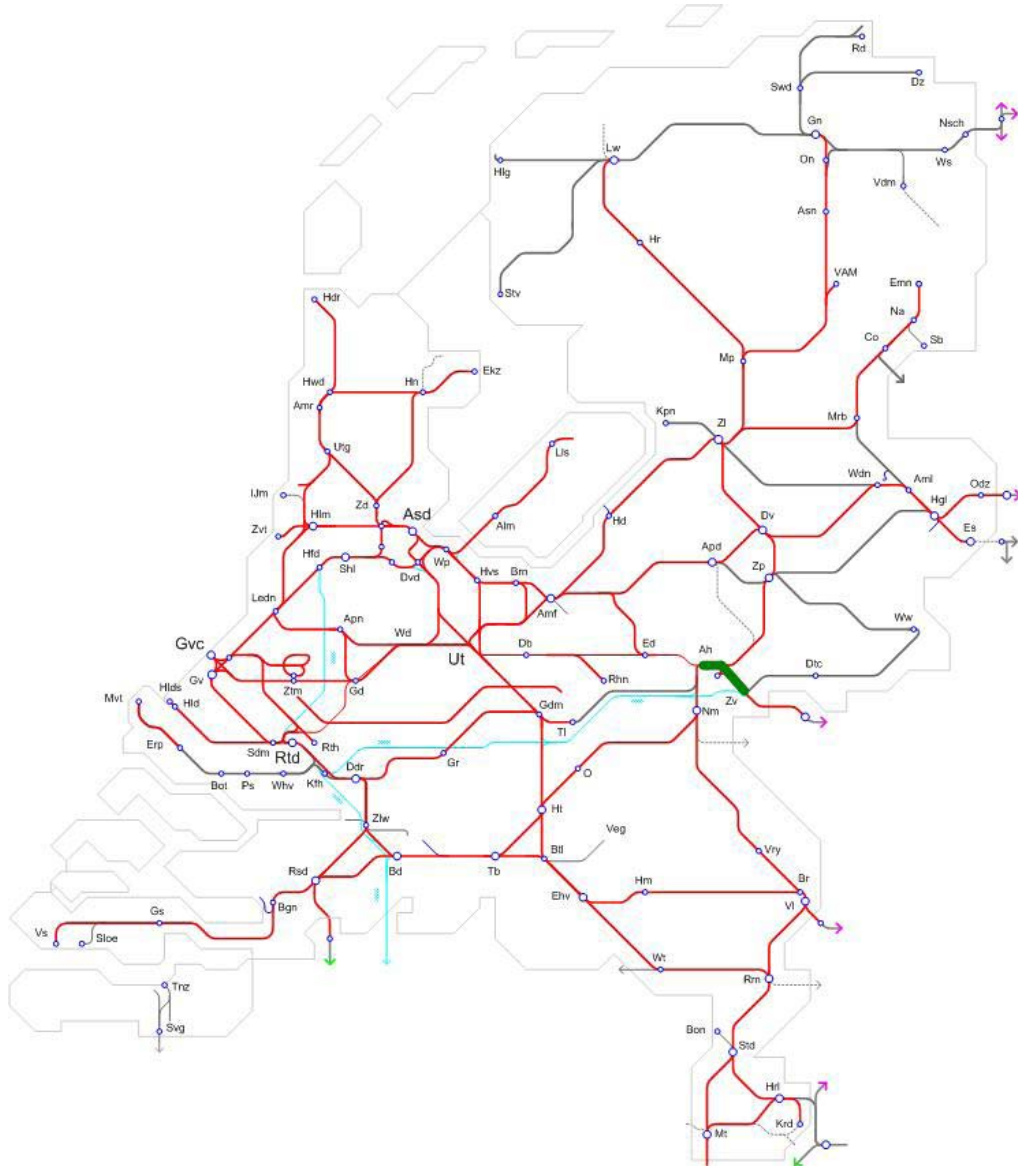 Rd
Swd
Dz
Gn
Nsch
Lw
On
Ws
Hlg
Vdm
Asn
Hr
VAM
Emn
Stv
Hdr
Na
Co
Sb
Mp
Ekz
Hwd
Hn
Amr
Kpn
Zl
Mrb
Utg
Lls
Wdn
Aml
Odz
IJm
Zd
Asd
Hgl
Hlm
Alm
Hd
Dv
Es
Zvt
Hfd
Shl
Wp
Apd
Dvd
Hvs
Brn
Zp
Ledn
Amf
Apn
Ww
Gvc
Wd
Ut
Db
Ed
Ah
Gv
Ztm
Gd
Rhn
Dtc
Mvt
Hlds
Hld
Zv
Gdm
Tl
Nm
Erp
Sdm
Rtd
Rth
Gr
Ddr
O
Bot
Ps
Whv
Kfh
Zlw
Ht
Veg
Bd
Tb
Btl
Vry
Rsd
Br
Bgn
Ehv
Hm
Vl
Gs
Vs
Sloe
Wt
Rm
Tnz
Svg
Bon
Std
Hrl
Krd
Mt